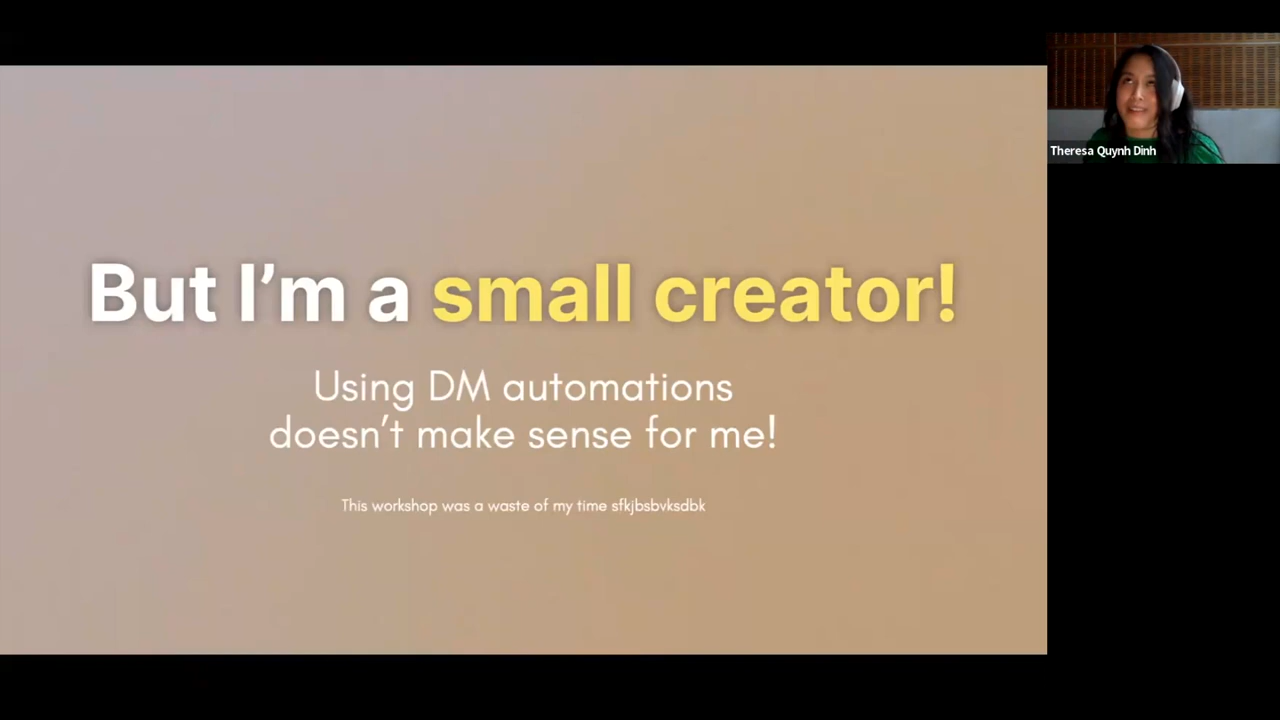 But I’m a small creator!
Using DM automations
doesn’t make sense for me!
This workshop was a waste of my time sfkjbsbvksdbk
Theresa Quynh Dinh